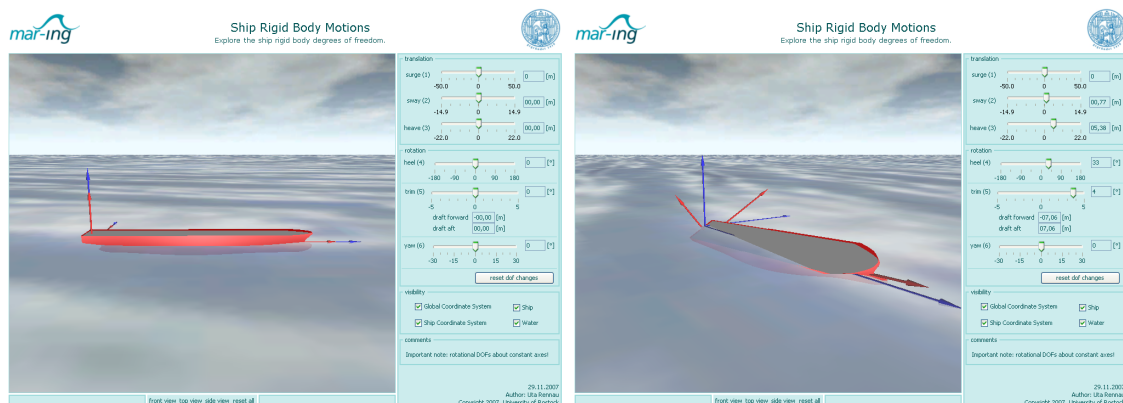 mar-ing
Ship Rigid Body Motions
Explore the ship rigid body degrees of freedom.
translation
surge (1)
0 [m]
-50.0 0 50.0
sway (2)
00,00 [m]
-14.9 0 14.9
heave (3)
00,00 [m]
-22.0 0 22.0
rotation
heel (4)
0 [°]
-180 -90 0 90 180
trim (5)
0 [°]
-5 0 5
draft forward -00,00 [m]
draft aft 00,00 [m]
yaw (6)
0 [°]
-30 -15 0 15 30
reset dof changes
visibility
Global Coordinate System Ship
Ship Coordinate System Water
comments
Important note: rotational DOFs about constant axes!
29.11.2007
Author: Uta Rennau
Copyright 2007, University of Rostock
front view top view side view reset all
mar-ing
Ship Rigid Body Motions
Explore the ship rigid body degrees of freedom.
translation
surge (1)
0 [m]
-50.0 0 50.0
sway (2)
00,77 [m]
-14.9 0 14.9
heave (3)
05,38 [m]
-22.0 0 22.0
rotation
heel (4)
33 [°]
-180 -90 0 90 180
trim (5)
4 [°]
-5 0 5
draft forward -07,06 [m]
draft aft 07,06 [m]
yaw (6)
0 [°]
-30 -15 0 15 30
reset dof changes
visibility
Global Coordinate System Ship
Ship Coordinate System Water
comments
Important note: rotational DOFs about constant axes!
29.11.2007
Author: Uta Rennau
Copyright 2007, University of Rostock
front view top view side view reset all